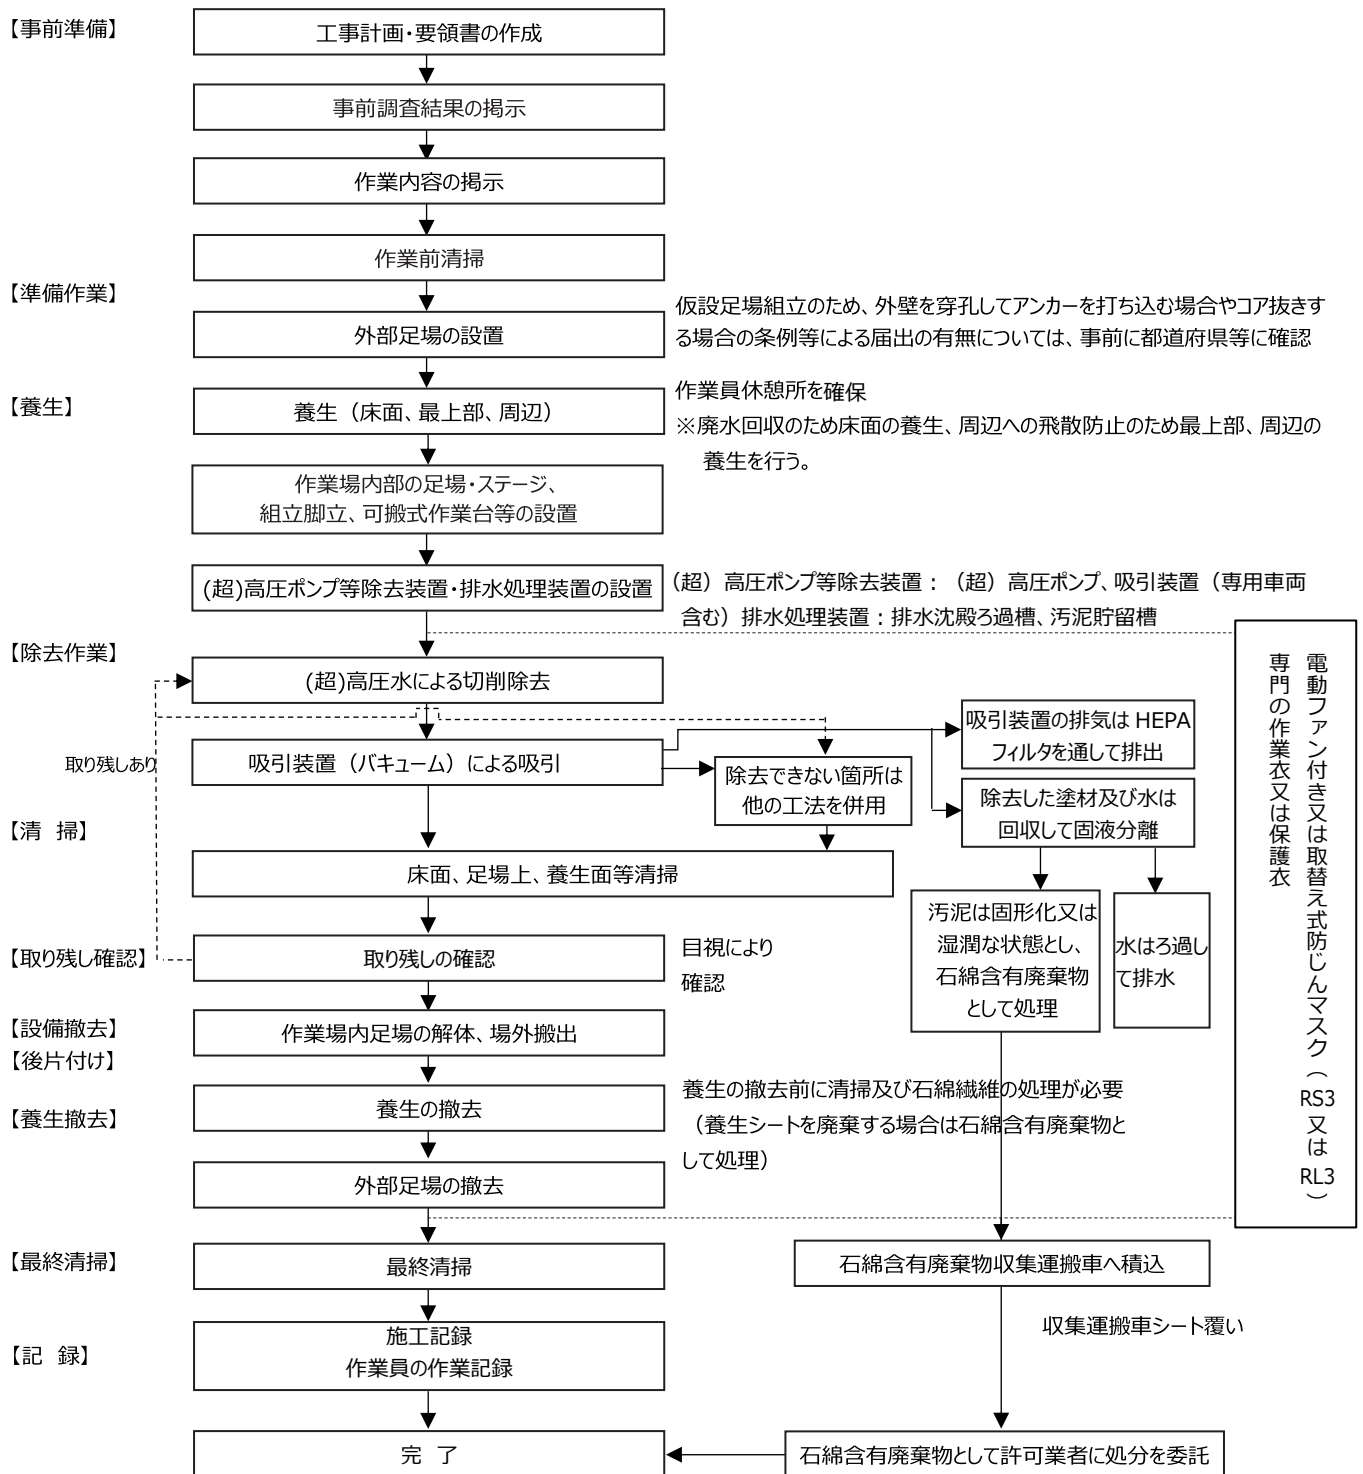 【事前準備】
工事計画・要領書の作成
事前調査結果の掲示
作業内容の掲示
作業前清掃
【準備作業】
外部足場の設置
仮設足場組立のため、外壁を穿孔してアンカーを打ち込む場合やコア抜きす
る場合の条例等による届出の有無については、事前に都道府県等に確認
【養生】
養生（床面、最上部、周辺）
作業員休憩所を確保
※廃水回収のため床面の養生、周辺への飛散防止のため最上部、周辺の
養生を行う。
作業場内部の足場・ステージ、
組立脚立、可搬式作業台等の設置
(超)高圧ポンプ等除去装置・排水処理装置の設置
（超）高圧ポンプ等除去装置：（超）高圧ポンプ、吸引装置（専用車両
含む）排水処理装置：排水沈殿ろ過槽、汚泥貯留槽
【除去作業】
(超)高圧水による切削除去
電動ファン付き又は取替え式防じんマスク（RS3又はRL3）
専門の作業衣又は保護衣
吸引装置の排気は HEPA
フィルタを通して排出
取り残しあり
吸引装置（バキューム）による吸引
除去できない箇所は
他の工法を併用
除去した塗材及び水は
回収して固液分離
【清　掃】
床面、足場上、養生面等清掃
汚泥は固形化又は
湿潤な状態とし、
石綿含有廃棄物
として処理
水はろ過し
て排水
【取り残し確認】
取り残しの確認
目視により
確認
【設備撤去】
【後片付け】
作業場内足場の解体、場外搬出
【養生撤去】
養生の撤去
養生の撤去前に清掃及び石綿繊維の処理が必要
（養生シートを廃棄する場合は石綿含有廃棄物と
して処理）
外部足場の撤去
【最終清掃】
最終清掃
石綿含有廃棄物収集運搬車へ積込
収集運搬車シート覆い
【記　録】
施工記録
作業員の作業記録
完　了
石綿含有廃棄物として許可業者に処分を委託